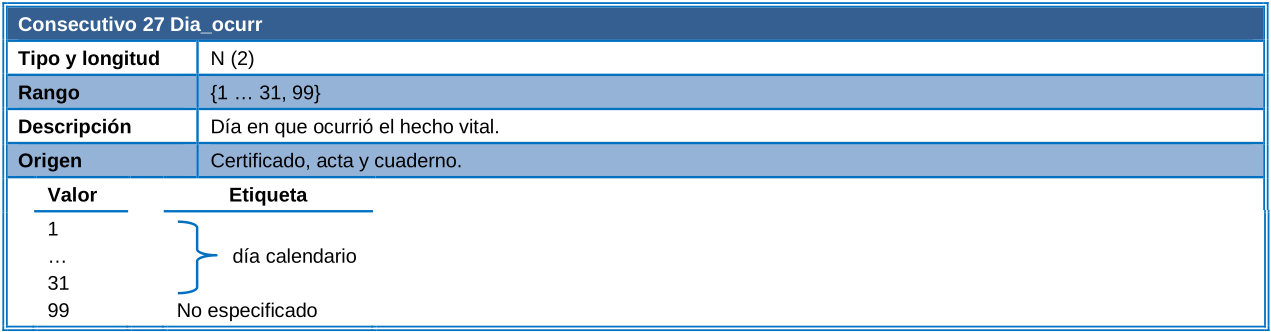 Consecutivo 27 Dia_ocurr
Tipo y longitud N (2)
Rango {1 … 31, 99}
Descripción Día en que ocurrió el hecho vital.
Origen Certificado, acta y cuaderno.
Valor Etiqueta
1
… día calendario
31
99 No especificado